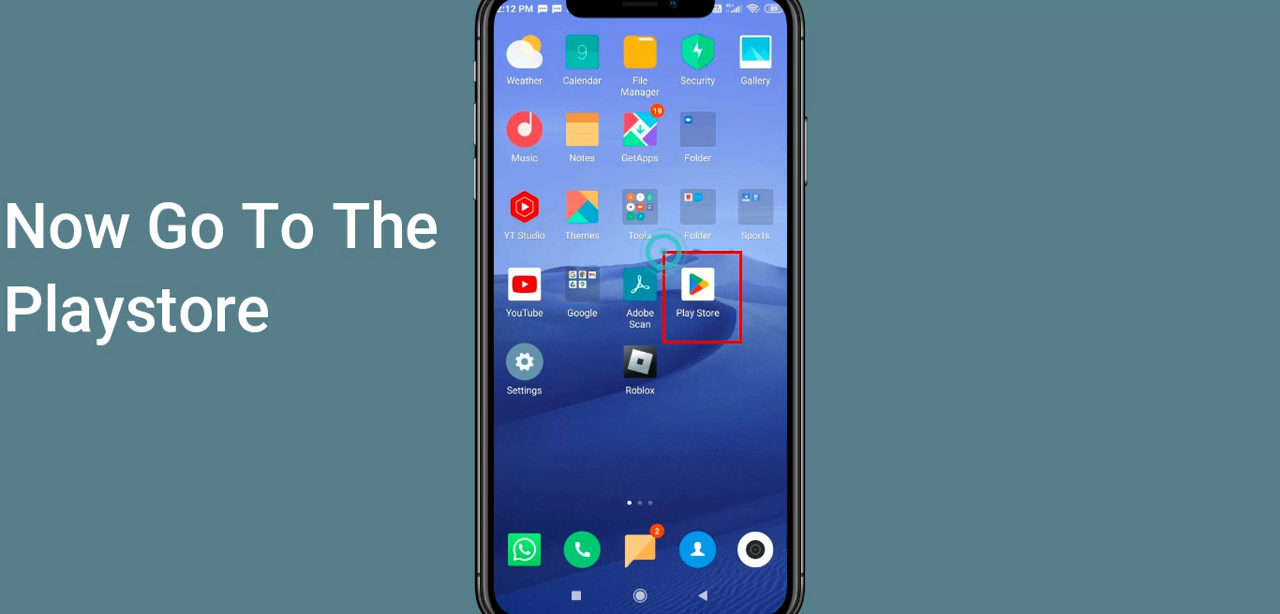 2:12 PM
Weather
Calendar
File
Manager
Security
Gallery
9
Music
Notes
19
GetApps
Folder
YT Studio
Themes
Tools
Folder
Sports
Now Go To The
Playstore
YouTube
Google
Adobe
Scan
Play Store
Settings
Roblox
2